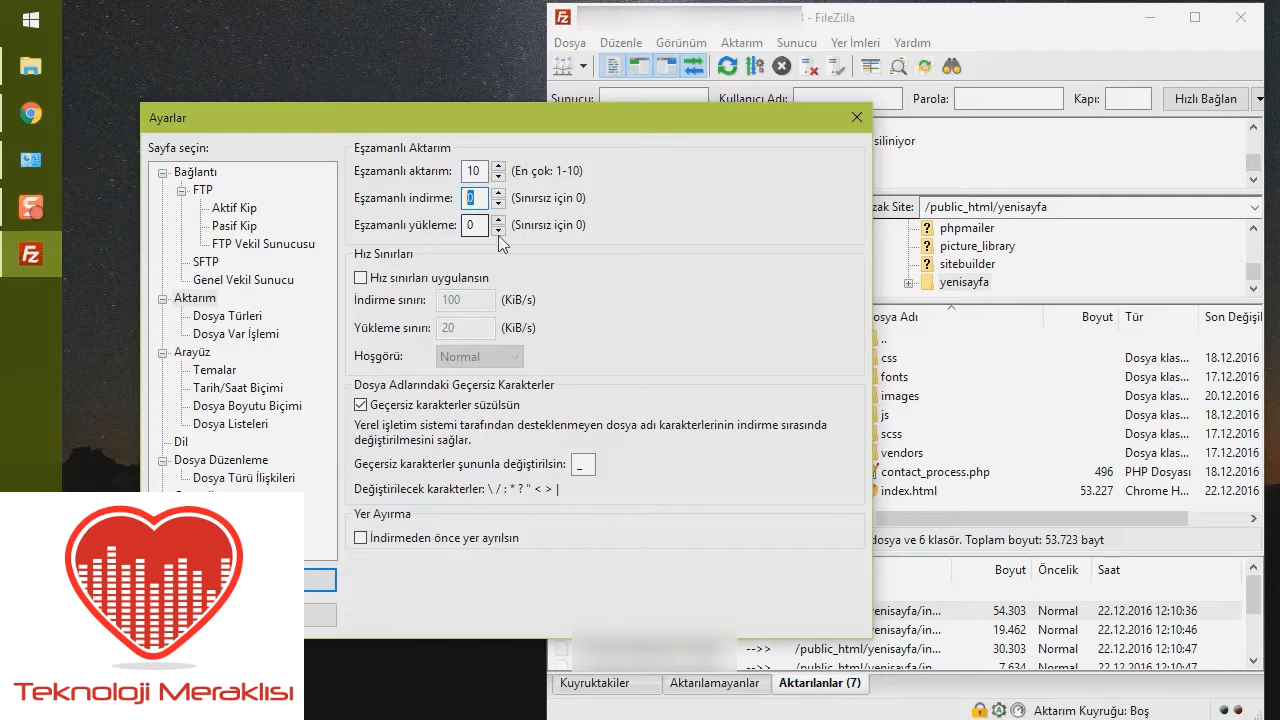 - FileZilla
Dosya Düzenle Görünüm Aktarım Sunucu Yer İmleri Yardım
Sunucu: Kullanıcı Adı: Parola: Kapı: Hızlı Bağlan
Ayarlar
Sayfa seçin:
Bağlantı
FTP
Aktif Kip
Pasif Kip
FTP Vekil Sunucusu
SFTP
Genel Vekil Sunucu
Aktarım
Dosya Türleri
Dosya Var İşlemi
Arayüz
Temalar
Tarih/Saat Biçimi
Dosya Boyutu Biçimi
Dosya Listeleri
Dil
Dosya Düzenleme
Dosya Türü İlişkileri
Eşzamanlı Aktarım
Eşzamanlı aktarım: 10 (En çok: 1-10)
Eşzamanlı indirme: 0 (Sınırsız için 0)
Eşzamanlı yükleme: 0 (Sınırsız için 0)
Hız Sınırları
Hız sınırları uygulansın
İndirme sınırı: 100 (KiB/s)
Yükleme sınırı: 20 (KiB/s)
Hoşgörü: Normal
Dosya Adlarındaki Geçersiz Karakterler
Geçersiz karakterler süzülsün
Yerel işletim sistemi tarafından desteklenmeyen dosya adı karakterlerinin indirme sırasında
değiştirilmesini sağlar.
Geçersiz karakterler şununla değiştirilsin: _
Değiştirilecek karakterler: \ / : * ? " < > |
Yer Ayırma
İndirmeden önce yer ayrılsın
siliniyor
zak Site: /public_html/yenisayfa
phpmailer
picture_library
sitebuilder
yenisayfa
osya Adı Boyut Tür Son Değişil
..
css Dosya klas... 18.12.2016
fonts Dosya klas... 17.12.2016
images Dosya klas... 17.12.2016
js Dosya klas... 18.12.2016
scss Dosya klas... 17.12.2016
vendors Dosya klas... 17.12.2016
contact_process.php 496 PHP Dosyası 18.12.2016
index.html 53.227 Chrome H... 22.12.2016
dosya ve 6 klasör. Toplam boyut: 53.723 bayt
Boyut Öncelik Saat
/yenisayfa/in... 54.303 Normal 22.12.2016 12:10:36
/yenisayfa/in... 19.462 Normal 22.12.2016 12:10:46
-->> /public_html/yenisayfa/in... 30.303 Normal 22.12.2016 12:10:47
-->> /public_html/yenisayfa/in... 7.634 Normal 22.12.2016 12:10:47
Kuyruktakiler Aktarılamayanlar Aktarılanlar (7)
Aktarım Kuyruğu: Boş
Teknoloji Meraklısı